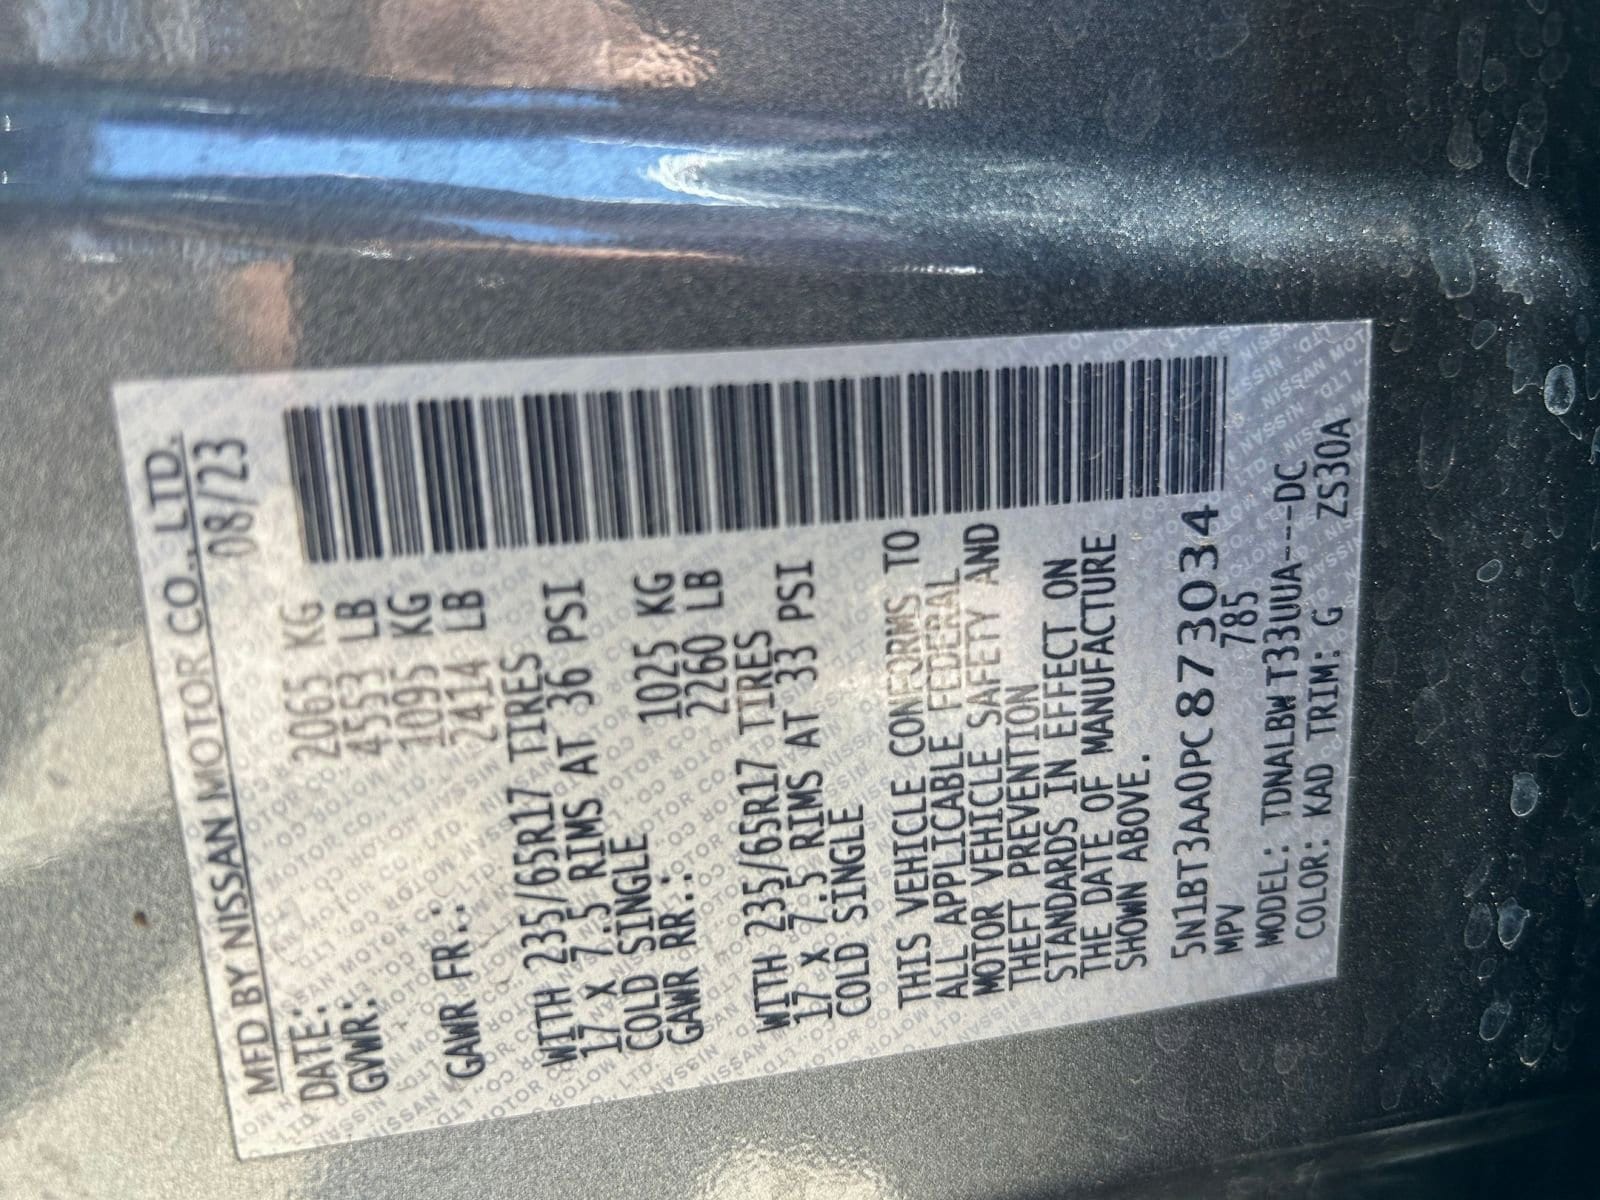 MFD BY NISSAN MOTOR CO., LTD.
DATE: 08/23
GVWR: 2065 KG
4553 LB
GAWR FR.: 1095 KG
2414 LB
WITH 235/65R17 TIRES
17 X 7.5 RIMS AT 36 PSI
COLD SINGLE
GAWR RR.: 1025 KG
2260 LB
WITH 235/65R17 TIRES
17 X 7.5 RIMS AT 33 PSI
COLD SINGLE
THIS VEHICLE CONFORMS TO
ALL APPLICABLE FEDERAL
MOTOR VEHICLE SAFETY AND
THEFT PREVENTION
STANDARDS IN EFFECT ON
THE DATE OF MANUFACTURE
SHOWN ABOVE.
5N1BT3AA0PC873034
MPV 785
MODEL: TDNALBW T33UUA----DC
COLOR: KAD TRIM: G ZS30A